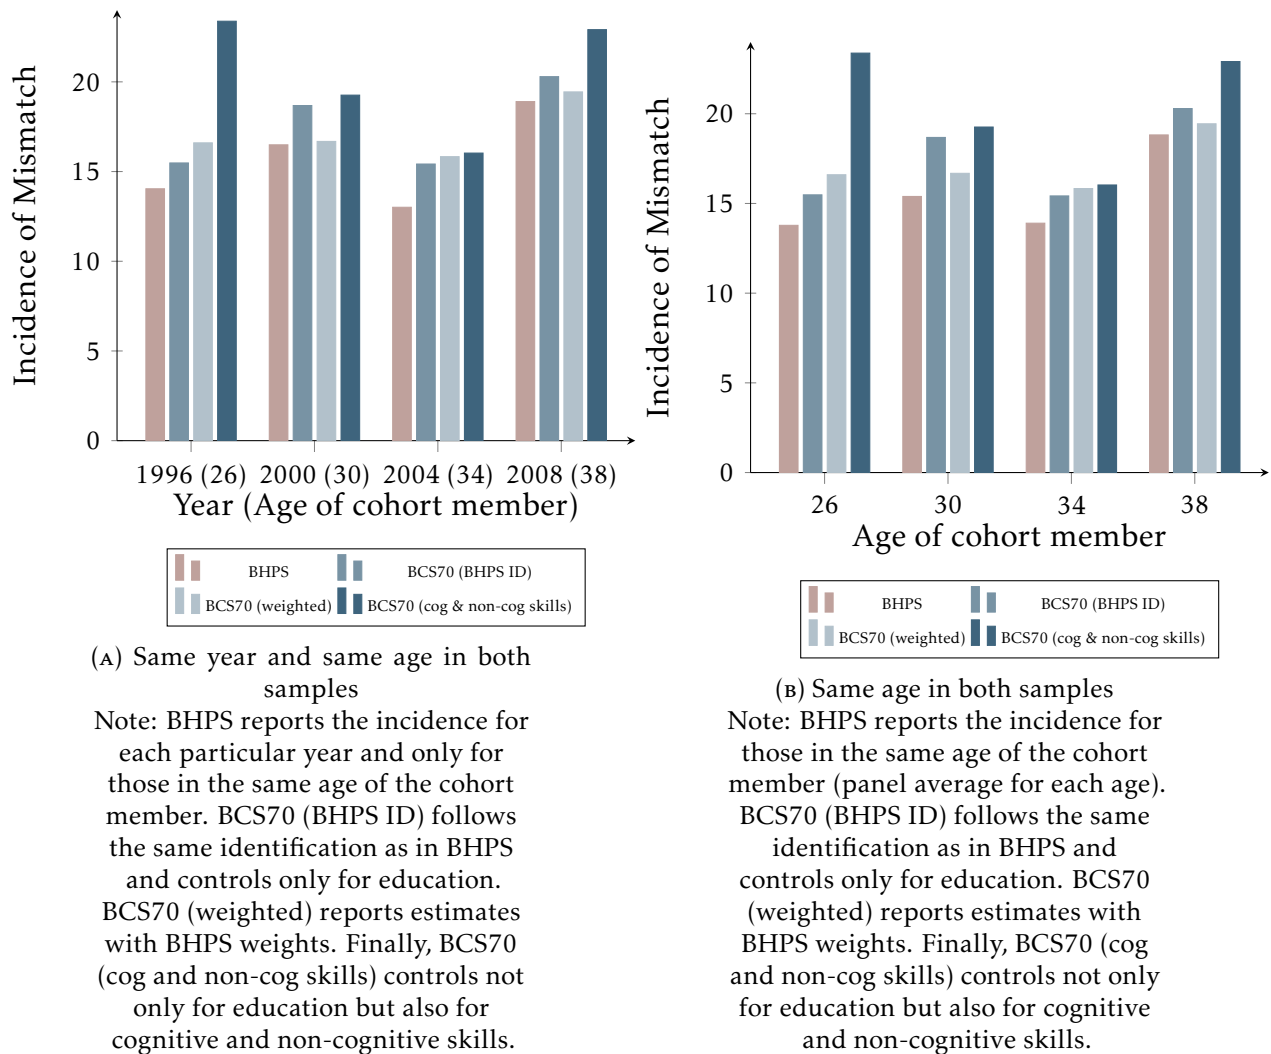 Incidence of Mismatch
20
15
10
5
0
1996 (26) 2000 (30) 2004 (34) 2008 (38)
Year (Age of cohort member)
BHPS
BCS70 (BHPS ID)
BCS70 (weighted)
BCS70 (cog & non-cog skills)
(A) Same year and same age in both
samples
Note: BHPS reports the incidence for
each particular year and only for
those in the same age of the cohort
member. BCS70 (BHPS ID) follows
the same identification as in BHPS
and controls only for education.
BCS70 (weighted) reports estimates
with BHPS weights. Finally, BCS70
(cog and non-cog skills) controls not
only for education but also for
cognitive and non-cognitive skills.
Incidence of Mismatch
20
15
10
5
0
26 30 34 38
Age of cohort member
BHPS
BCS70 (BHPS ID)
BCS70 (weighted)
BCS70 (cog & non-cog skills)
(B) Same age in both samples
Note: BHPS reports the incidence for
those in the same age of the cohort
member (panel average for each age).
BCS70 (BHPS ID) follows the same
identification as in BHPS and
controls only for education. BCS70
(weighted) reports estimates with
BHPS weights. Finally, BCS70 (cog
and non-cog skills) controls not only
for education but also for cognitive
and non-cognitive skills.